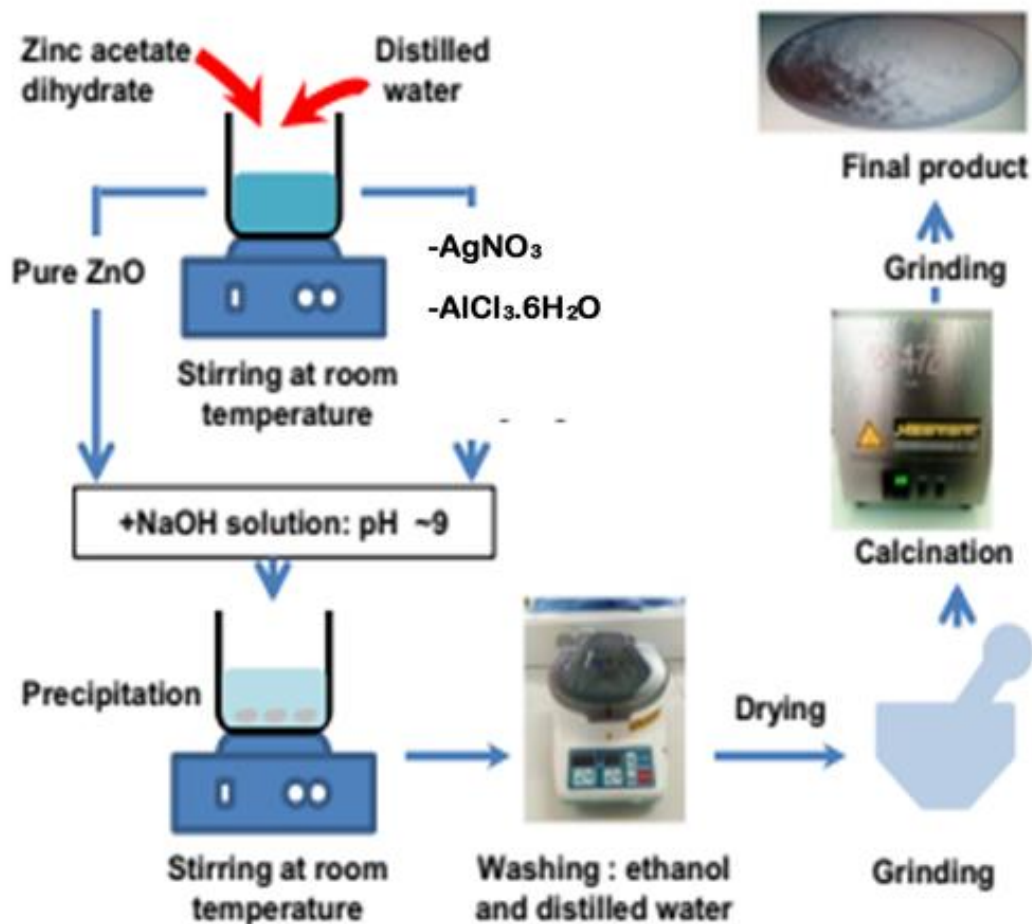 Zinc acetate
dihydrate
Distilled
water
Pure ZnO
-AgNO₃
-AlCl₃.6H₂O
Stirring at room
temperature
+NaOH solution: pH ~9
Precipitation
Stirring at room
temperature
Washing : ethanol
and distilled water
Drying
Grinding
Calcination
Grinding
Final product